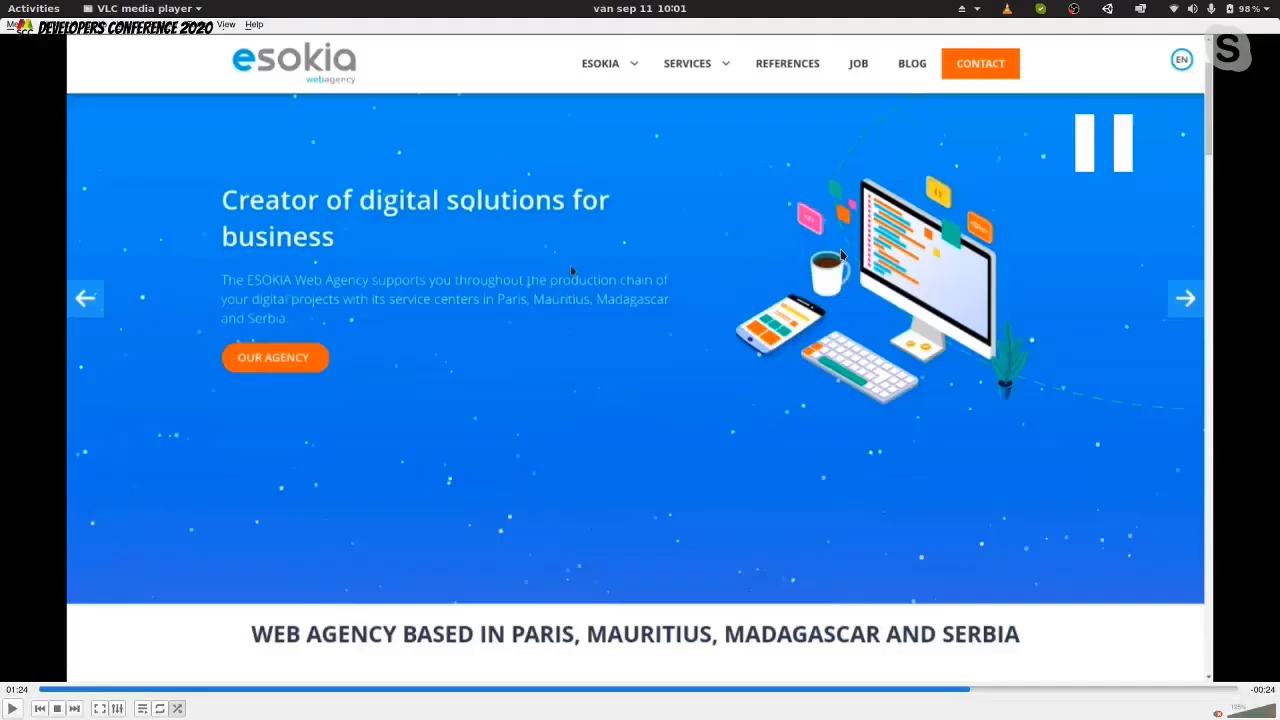 Activities
VLC media player
van sep 11, 10:01
98%
View
Help
DEVELOPERS CONFERENCE 2020
esokia
webagency
ESOKIA
SERVICES
REFERENCES
JOB
BLOG
CONTACT
EN
S
Creator of digital solutions for
business
The ESOKIA Web Agency supports you throughout the production chain of
your digital projects with its service centers in Paris, Mauritius, Madagascar
and Serbia.
OUR AGENCY
WEB AGENCY BASED IN PARIS, MAURITIUS, MADAGASCAR AND SERBIA
01:24
-00:24
125%